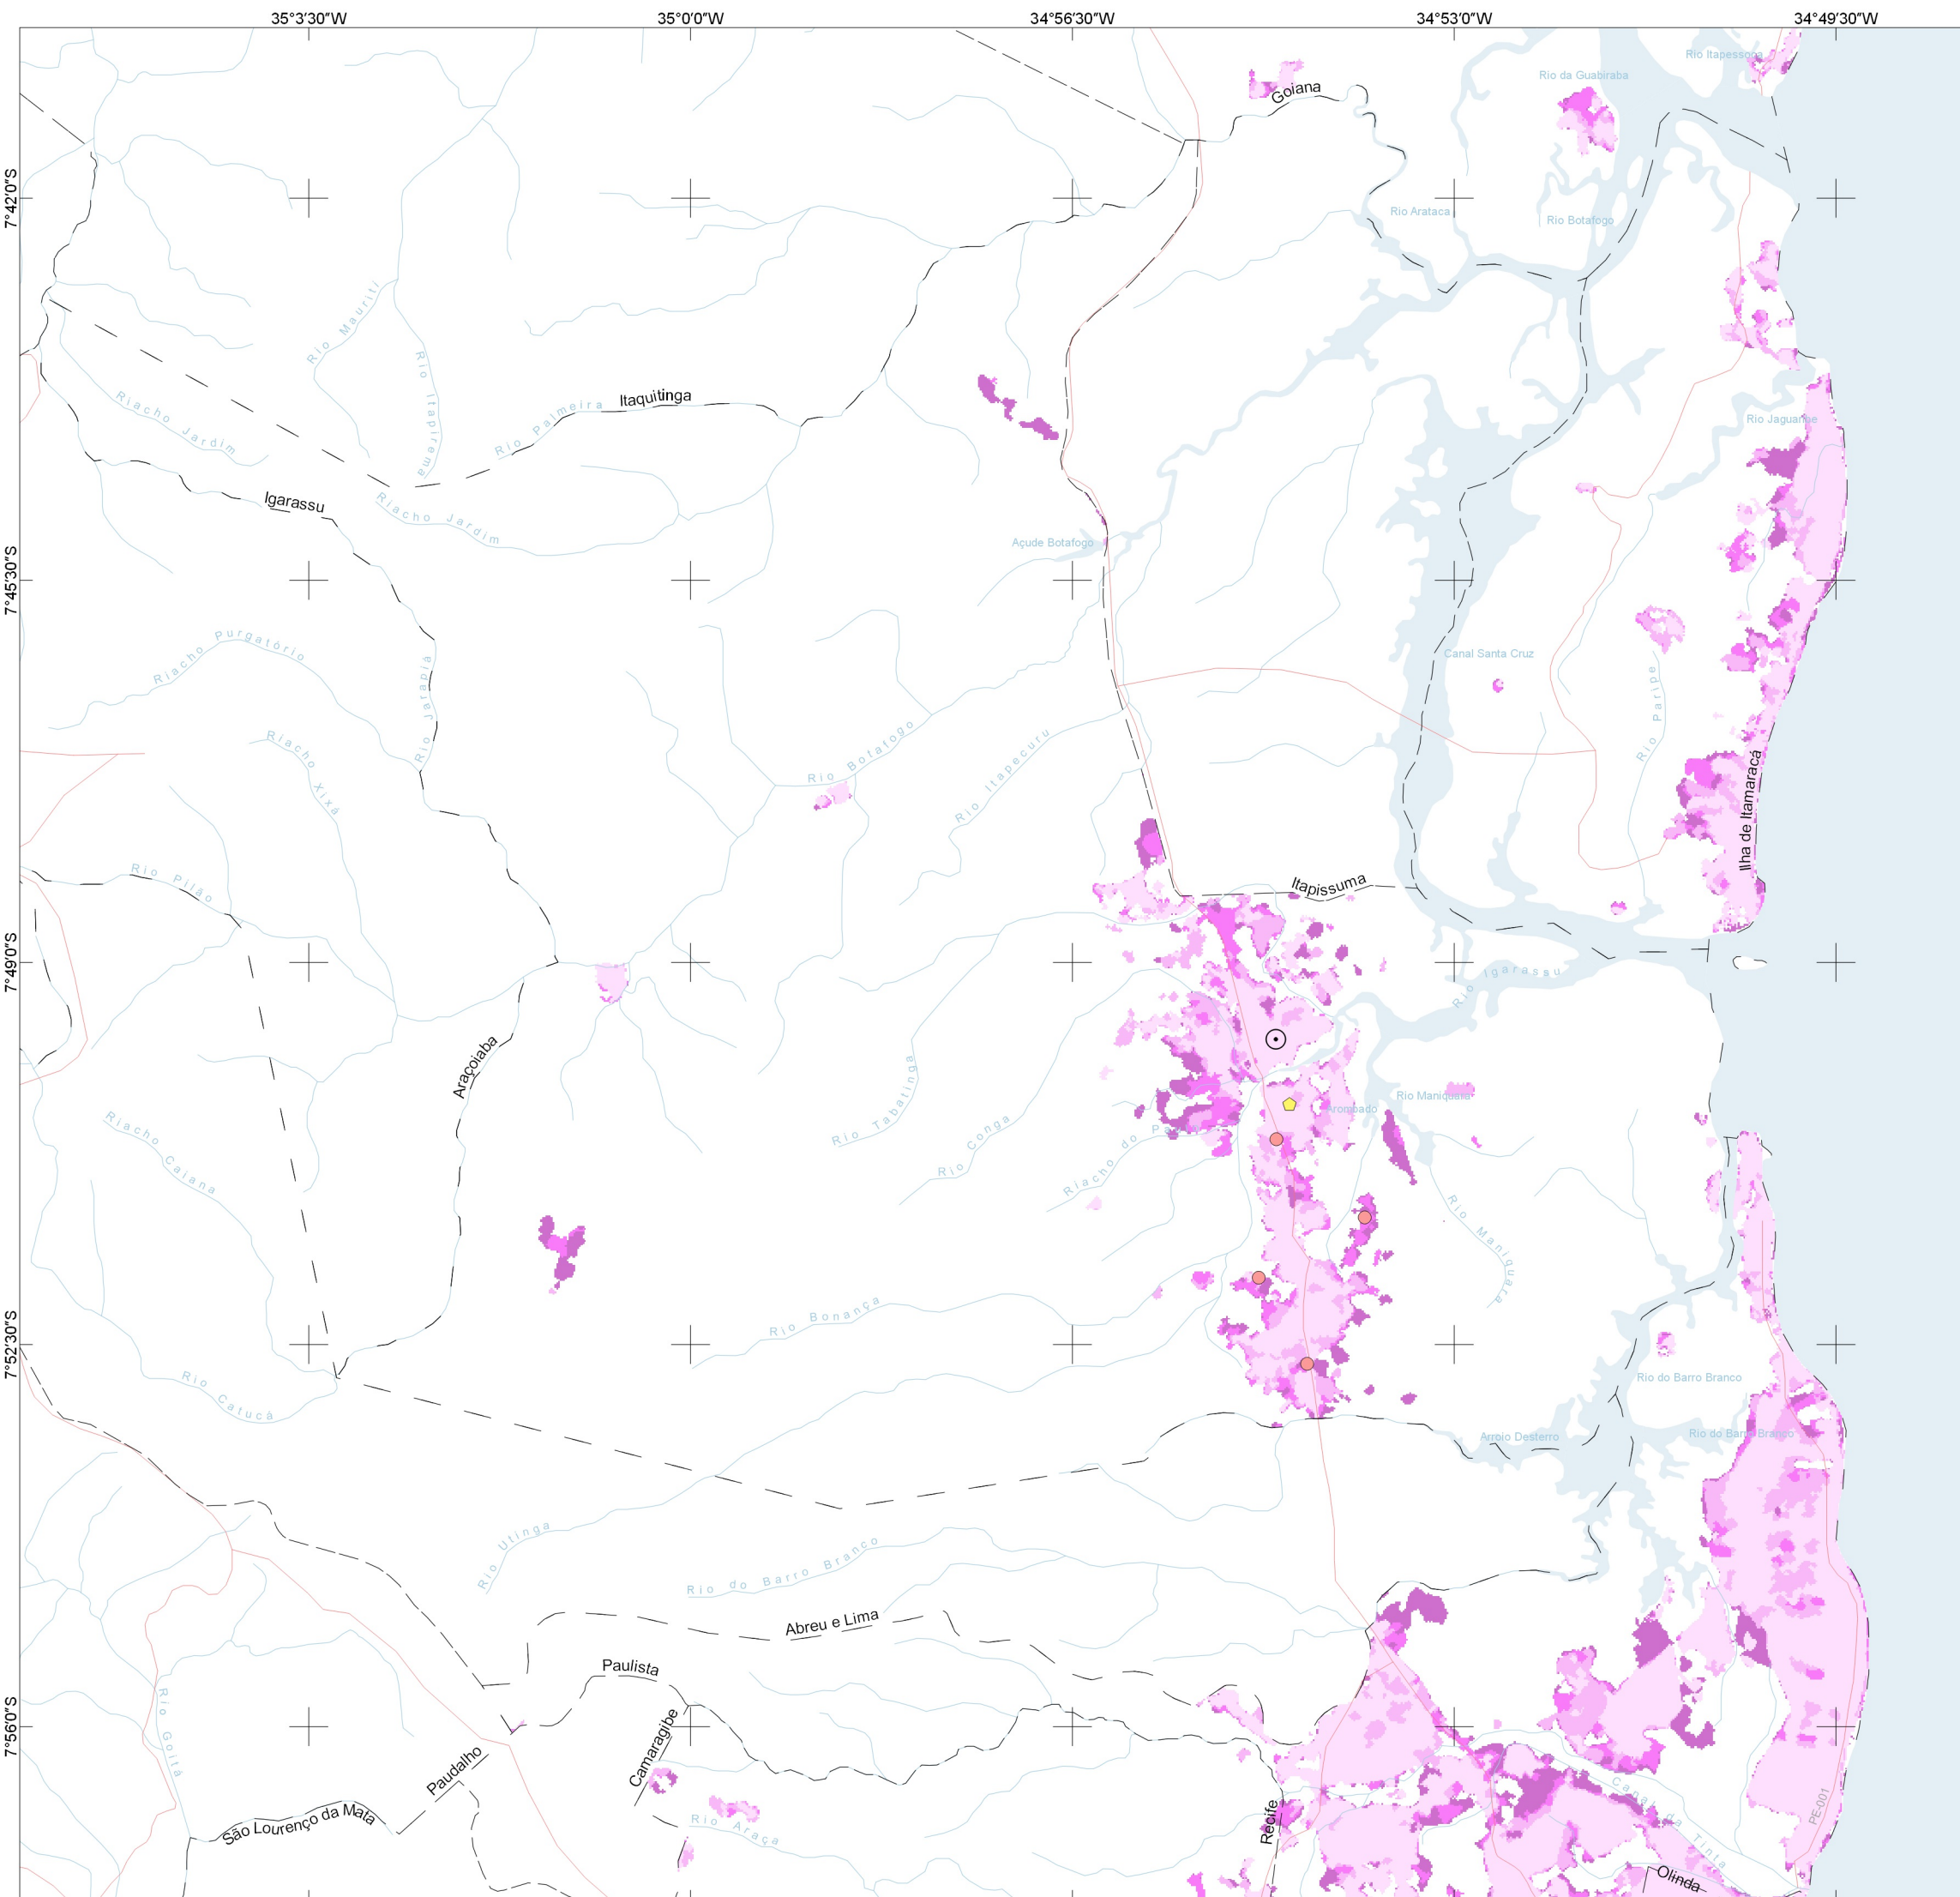 35°3'30"W
35°0'0"W
34°56'30"W
34°53'0"W
34°49'30"W
Rio Itapessoca
Rio da Guabiraba
Goiana
7°42'0"S
Rio Arataca
Rio Botafogo
Rio Mauriti
Rio Itapirema
Riacho Jardim
Rio Palmeira
Itaquitinga
Rio Jaguaribe
Igarassu
Riacho Jardim
Açude Botafogo
7°45'30"S
Riacho Purgatório
Rio Jarapiá
Canal Santa Cruz
Rio Paripe
Riacho Xixá
Rio Botafogo
Rio Itapecuru
Ilha de Itamaracá
Rio Pilão
Itapissuma
7°49'0"S
Rio Igarassu
Araçoiaba
Rio Tabatinga
Rio Conga
Riacho do
Arombado
Rio Maniquara
Riacho Caiana
Rio Maniquara
Rio Bonança
7°52'30"S
Rio Catucá
Rio do Barro Branco
Arroio Desterro
Rio do Barro Branco
Rio Utinga
Rio do Barro Branco
Abreu e Lima
Paulista
Rio Goitá
7°56'0"S
Camaragibe
Paudalho
São Lourenço da Mata
Rio Araça
Recife
Canal da Tinta
PE-001
Olinda